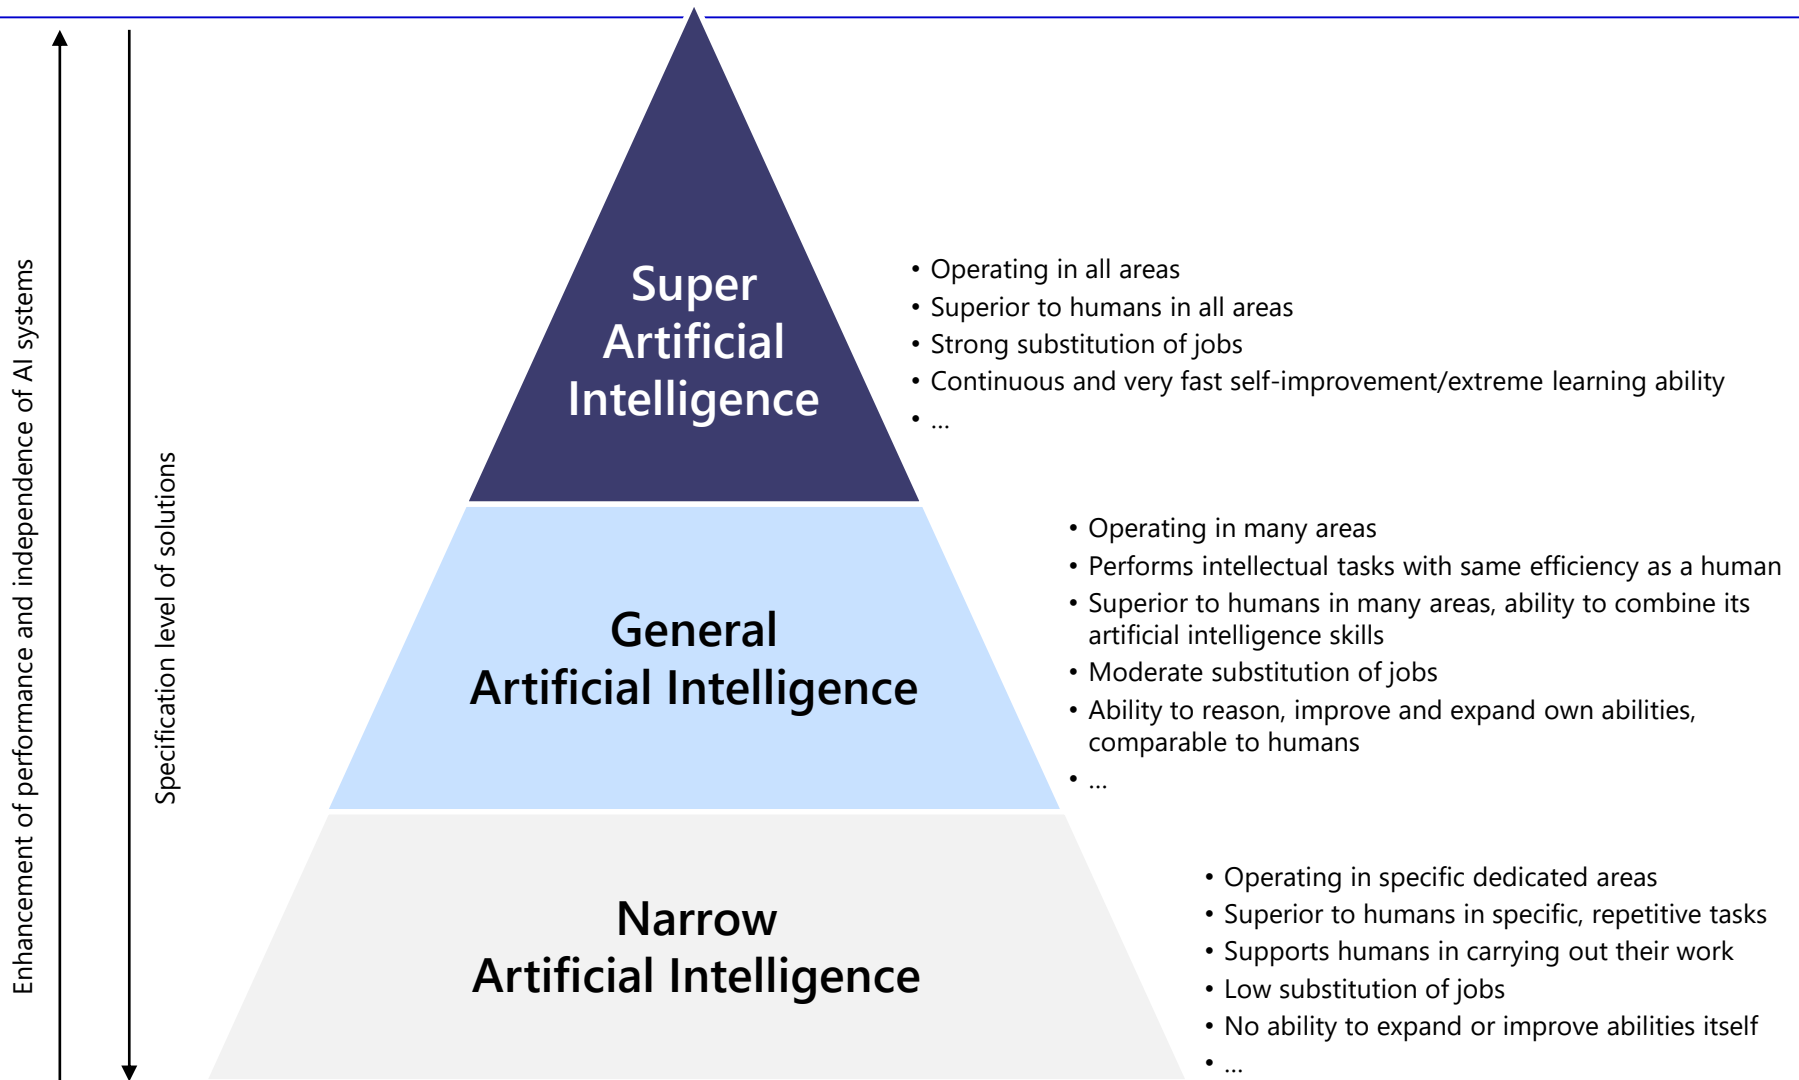 Enhancement of performance and independence of AI systems
Specification level of solutions
Super
Artificial
Intelligence
• Operating in all areas
• Superior to humans in all areas
• Strong substitution of jobs
• Continuous and very fast self-improvement/extreme learning ability
• ...
General
Artificial Intelligence
• Operating in many areas
• Performs intellectual tasks with same efficiency as a human
• Superior to humans in many areas, ability to combine its
artificial intelligence skills
• Moderate substitution of jobs
• Ability to reason, improve and expand own abilities,
comparable to humans
• ...
Narrow
Artificial Intelligence
• Operating in specific dedicated areas
• Superior to humans in specific, repetitive tasks
• Supports humans in carrying out their work
• Low substitution of jobs
• No ability to expand or improve abilities itself
• ...